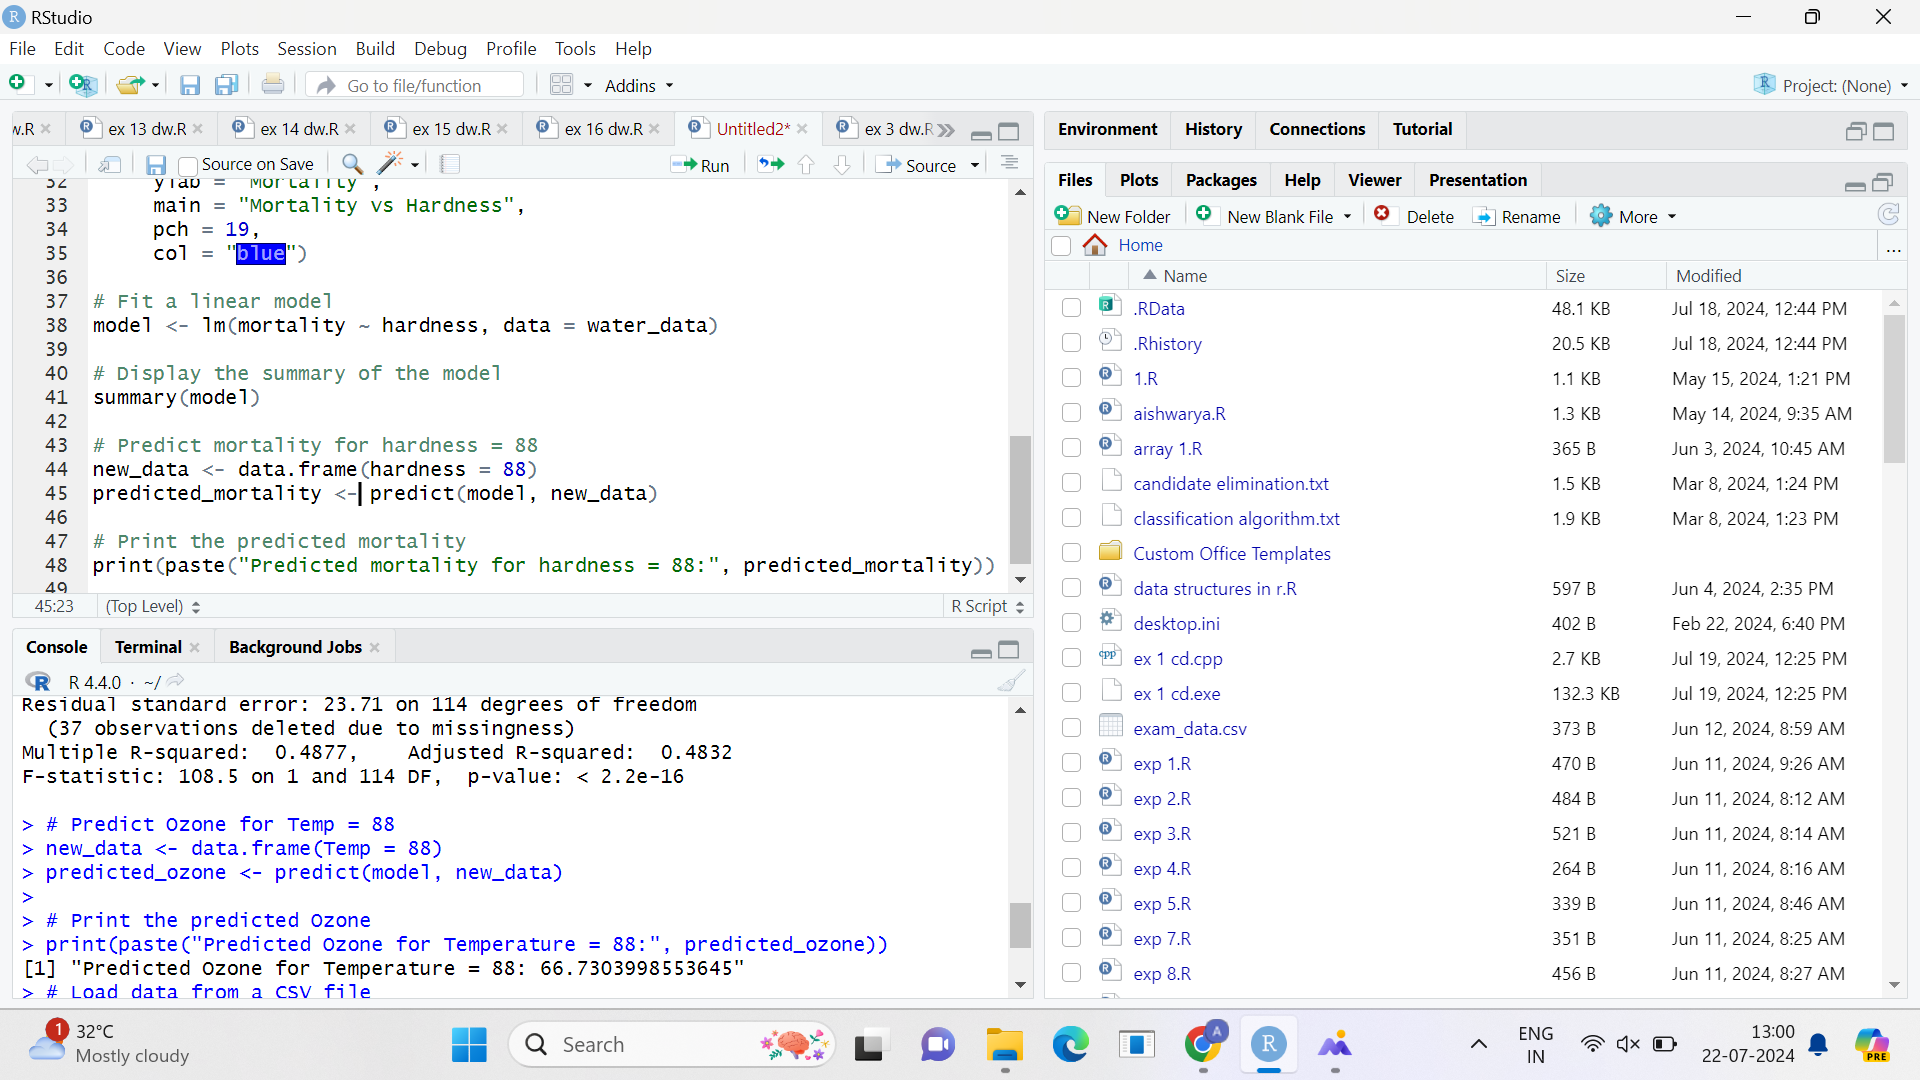 RStudio
File Edit Code View Plots Session Build Debug Profile Tools Help
Go to file/function Addins Project: (None)
w.R ex 13 dw.R ex 14 dw.R ex 15 dw.R ex 16 dw.R Untitled2* ex 3 dw.R
Source on Save Run Source
32 ylab = "Mortality",
33 main = "Mortality vs Hardness",
34 pch = 19,
35 col = "blue")
36
37 # Fit a linear model
38 model <- lm(mortality ~ hardness, data = water_data)
39
40 # Display the summary of the model
41 summary(model)
42
43 # Predict mortality for hardness = 88
44 new_data <- data.frame(hardness = 88)
45 predicted_mortality <- predict(model, new_data)
46
47 # Print the predicted mortality
48 print(paste("Predicted mortality for hardness = 88:", predicted_mortality))
49
45:23 (Top Level) R Script
Console Terminal Background Jobs
R 4.4.0 · ~/
Residual standard error: 23.71 on 114 degrees of freedom
(37 observations deleted due to missingness)
Multiple R-squared: 0.4877, Adjusted R-squared: 0.4832
F-statistic: 108.5 on 1 and 114 DF, p-value: < 2.2e-16
> # Predict Ozone for Temp = 88
> new_data <- data.frame(Temp = 88)
> predicted_ozone <- predict(model, new_data)
>
> # Print the predicted Ozone
> print(paste("Predicted Ozone for Temperature = 88:", predicted_ozone))
[1] "Predicted Ozone for Temperature = 88: 66.7303998553645"
> # Load data from a CSV file
Environment History Connections Tutorial
Files Plots Packages Help Viewer Presentation
New Folder New Blank File Delete Rename More
Home ...
Name Size Modified
.RData 48.1 KB Jul 18, 2024, 12:44 PM
.Rhistory 20.5 KB Jul 18, 2024, 12:44 PM
1.R 1.1 KB May 15, 2024, 1:21 PM
aishwarya.R 1.3 KB May 14, 2024, 9:35 AM
array 1.R 365 B Jun 3, 2024, 10:45 AM
candidate elimination.txt 1.5 KB Mar 8, 2024, 1:24 PM
classification algorithm.txt 1.9 KB Mar 8, 2024, 1:23 PM
Custom Office Templates
data structures in r.R 597 B Jun 4, 2024, 2:35 PM
desktop.ini 402 B Feb 22, 2024, 6:40 PM
ex 1 cd.cpp 2.7 KB Jul 19, 2024, 12:25 PM
ex 1 cd.exe 132.3 KB Jul 19, 2024, 12:25 PM
exam_data.csv 373 B Jun 12, 2024, 8:59 AM
exp 1.R 470 B Jun 11, 2024, 9:26 AM
exp 2.R 484 B Jun 11, 2024, 8:12 AM
exp 3.R 521 B Jun 11, 2024, 8:14 AM
exp 4.R 264 B Jun 11, 2024, 8:16 AM
exp 5.R 339 B Jun 11, 2024, 8:46 AM
exp 7.R 351 B Jun 11, 2024, 8:25 AM
exp 8.R 456 B Jun 11, 2024, 8:27 AM
1 32°C
Mostly cloudy
Search
ENG
IN
13:00
22-07-2024
PRE